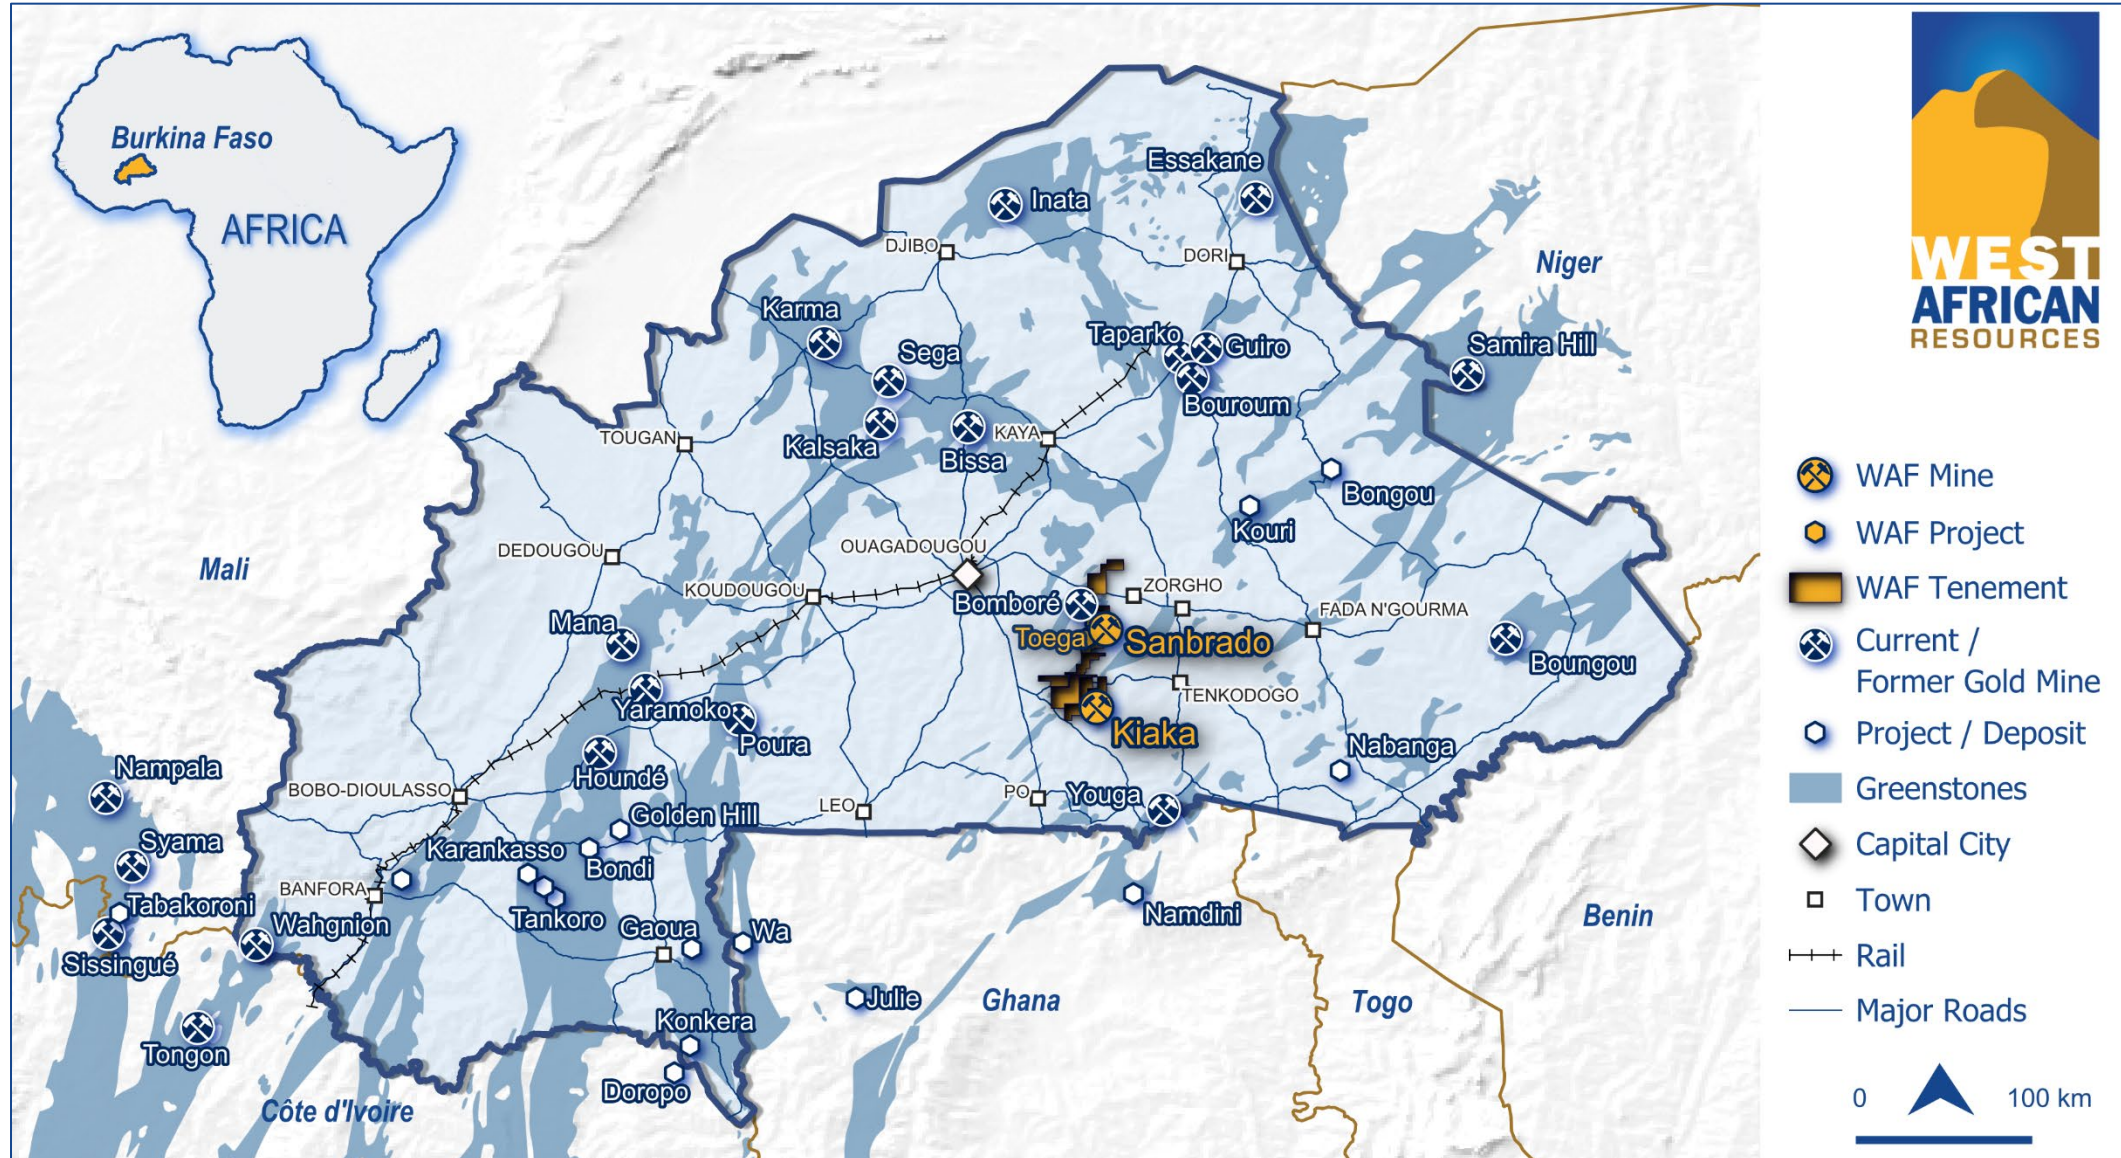 Burkina Faso
AFRICA
Essakane
Inata
DJIBO
DORI
Niger
Karma
Sega
Taparko
Guiro
Samira Hill
Bouroum
TOUGAN
Kalsaka
Bissa
KAYA
Bongou
Kouri
Mali
DEDOUGOU
OUAGADOUGOU
KOUDOUGOU
Bomboré
ZORGHO
FADA N'GOURMA
Mana
Toega
Sanbrado
Boungou
Yaramoko
Poura
TENKODOGO
Kiaka
Nampala
Houndé
Nabanga
BOBO-DIOULASSO
LEO
PO
Youga
Golden Hill
Syama
Karankasso
Bondi
BANFORA
Tabakoroni
Wahgnion
Tankoro
Gaoua
Wa
Namdini
Benin
Sissingué
Julie
Ghana
Togo
Konkera
Tongon
Doropo
Côte d'Ivoire
WEST
AFRICAN
RESOURCES
WAF Mine
WAF Project
WAF Tenement
Current /
Former Gold Mine
Project / Deposit
Greenstones
Capital City
Town
Rail
Major Roads
0 100 km